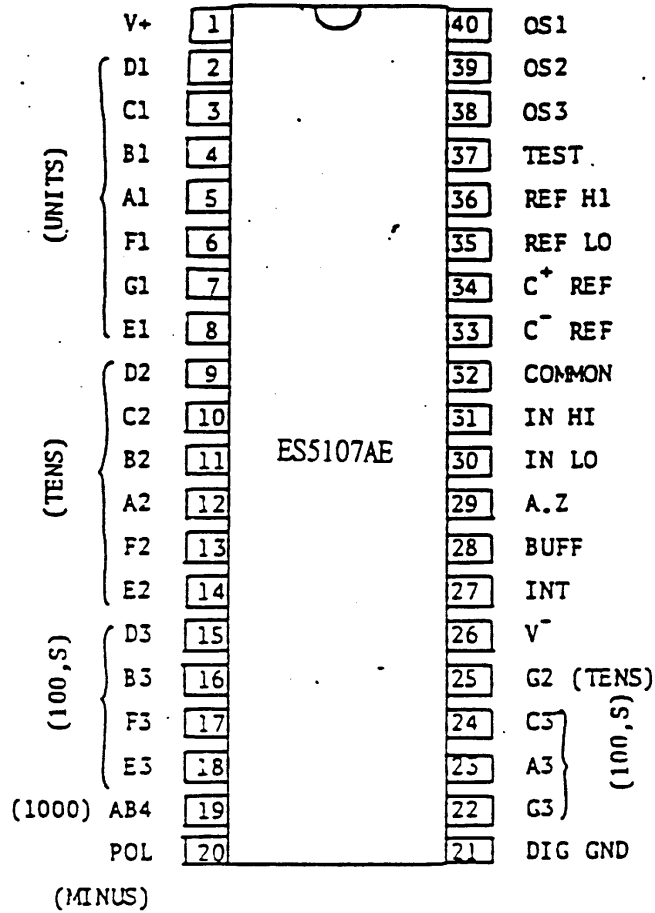 V+ 1 40 OS1
D1 2 39 OS2
C1 3 38 OS3
B1 4 37 TEST
(UNITS) A1 5 36 REF H1
F1 6 35 REF LO
G1 7 34 C+ REF
E1 8 33 C- REF
D2 9 32 COMMON
C2 10 31 IN HI
(TENS) B2 11 ES5107AE 30 IN LO
A2 12 29 A.Z
F2 13 28 BUFF
E2 14 27 INT
D3 15 26 V-
(100,S) B3 16 25 G2 (TENS)
F3 17 24 C3 (100,S)
E3 18 23 A3
(1000) AB4 19 22 G3
POL 20 21 DIG GND
(MINUS)